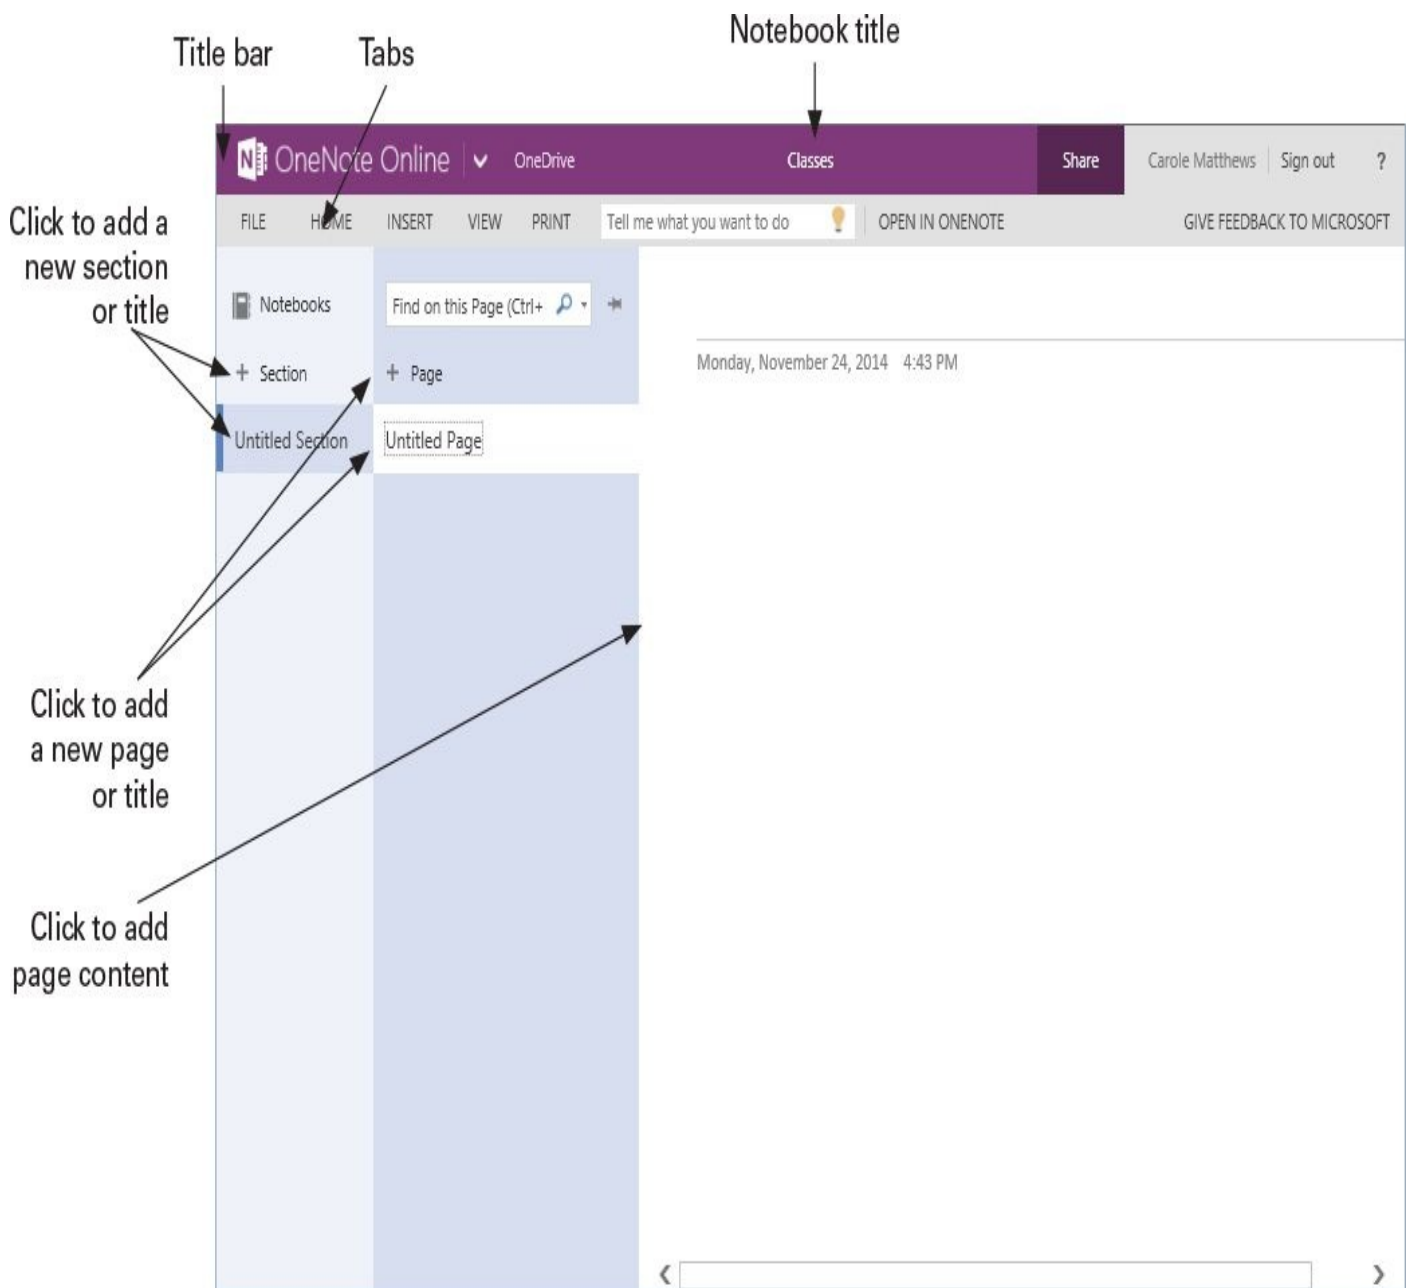 Notebook title
Title bar
Tabs
OneNote Online
OneDrive
Classes
Share
Carole Matthews
Sign out
?
FILE HOME INSERT VIEW PRINT
Tell me what you want to do
OPEN IN ONENOTE
GIVE FEEDBACK TO MICROSOFT
Click to add a
new section
or title
Notebooks
Find on this Page (Ctrl+
+ Section
+ Page
Monday, November 24, 2014 4:43 PM
Untitled Section
Untitled Page
Click to add
a new page
or title
Click to add
page content